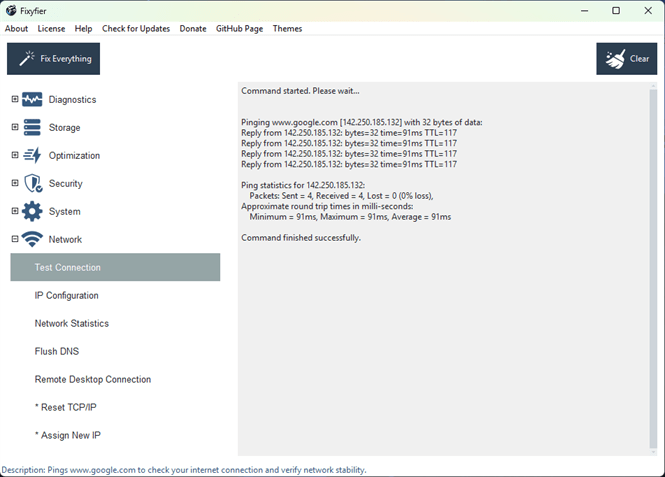 Fixyfier
About License Help Check for Updates Donate GitHub Page Themes
Fix Everything
Clear
Diagnostics
Storage
Optimization
Security
System
Network
Test Connection
IP Configuration
Network Statistics
Flush DNS
Remote Desktop Connection
* Reset TCP/IP
* Assign New IP
Command started. Please wait...
Pinging www.google.com [142.250.185.132] with 32 bytes of data:
Reply from 142.250.185.132: bytes=32 time=91ms TTL=117
Reply from 142.250.185.132: bytes=32 time=91ms TTL=117
Reply from 142.250.185.132: bytes=32 time=91ms TTL=117
Reply from 142.250.185.132: bytes=32 time=91ms TTL=117
Ping statistics for 142.250.185.132:
Packets: Sent = 4, Received = 4, Lost = 0 (0% loss),
Approximate round trip times in milli-seconds:
Minimum = 91ms, Maximum = 91ms, Average = 91ms
Command finished successfully.
Description: Pings www.google.com to check your internet connection and verify network stability.